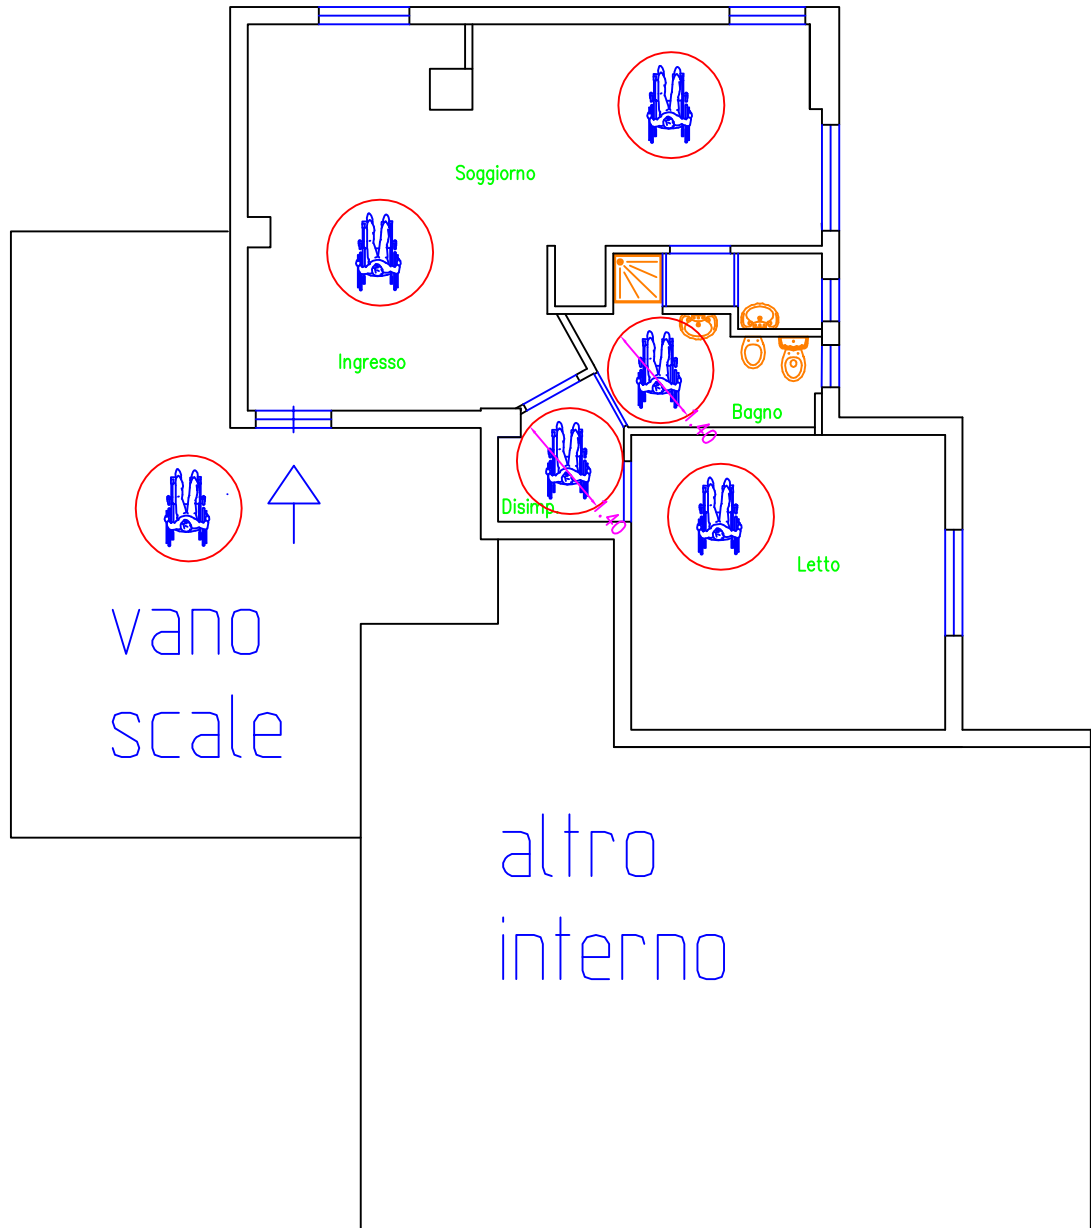 Soggiorno
Ingresso
Bagno
1.40
Disimp
1.40
Letto
vano
scale
altro
interno